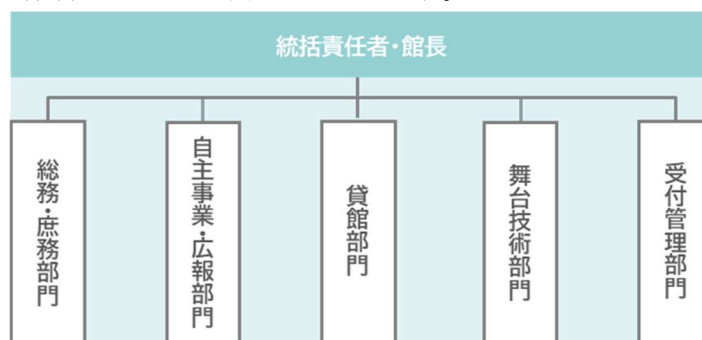 統括責任者・館長
総務・庶務部門
自主事業・広報部門
貸館部門
舞台技術部門
受付管理部門